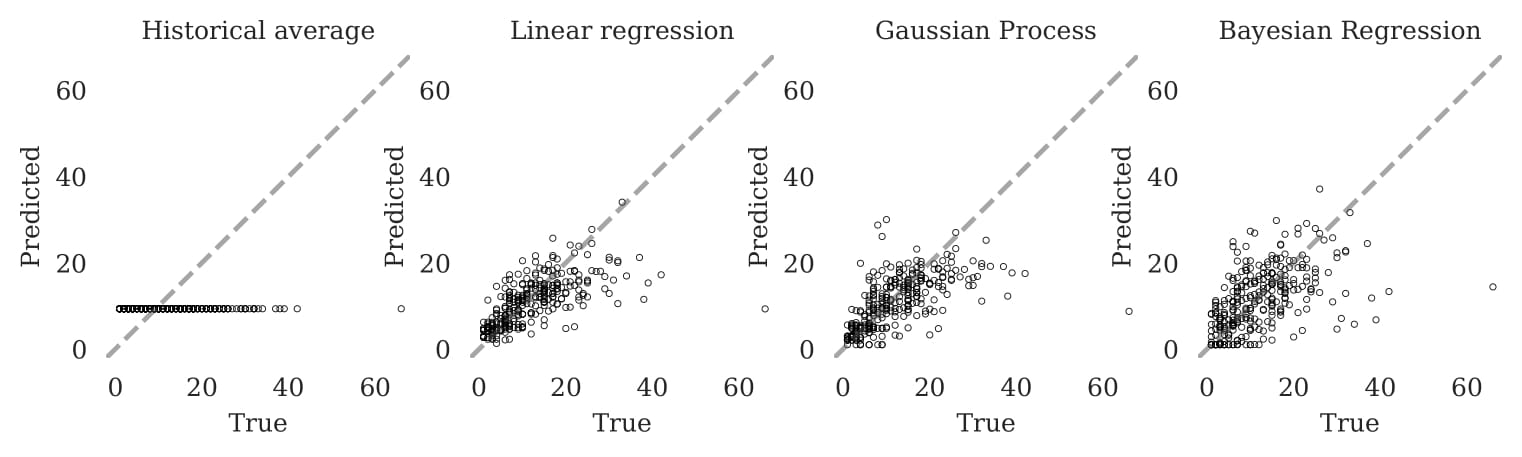 Historical average
Linear regression
Gaussian Process
Bayesian Regression
Predicted
60
40
20
0
0 20 40 60
True
Predicted
60
40
20
0
0 20 40 60
True
Predicted
60
40
20
0
0 20 40 60
True
Predicted
60
40
20
0
0 20 40 60
True